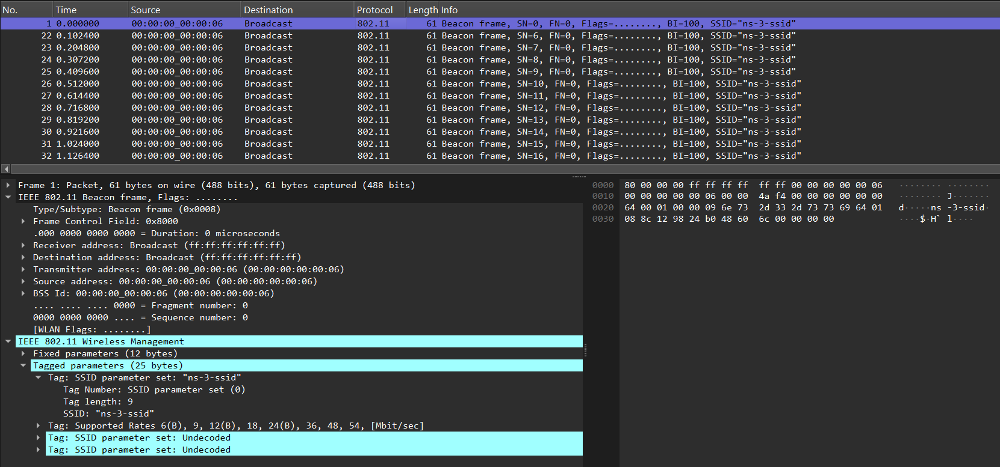 No. Time Source Destination Protocol Length Info
1 0.000000 00:00:00_00:00:06 Broadcast 802.11 61 Beacon frame, SN=0, FN=0, Flags=........, BI=100, SSID="ns-3-ssid"
22 0.102400 00:00:00_00:00:06 Broadcast 802.11 61 Beacon frame, SN=6, FN=0, Flags=........, BI=100, SSID="ns-3-ssid"
23 0.204800 00:00:00_00:00:06 Broadcast 802.11 61 Beacon frame, SN=7, FN=0, Flags=........, BI=100, SSID="ns-3-ssid"
24 0.307200 00:00:00_00:00:06 Broadcast 802.11 61 Beacon frame, SN=8, FN=0, Flags=........, BI=100, SSID="ns-3-ssid"
25 0.409600 00:00:00_00:00:06 Broadcast 802.11 61 Beacon frame, SN=9, FN=0, Flags=........, BI=100, SSID="ns-3-ssid"
26 0.512000 00:00:00_00:00:06 Broadcast 802.11 61 Beacon frame, SN=10, FN=0, Flags=........, BI=100, SSID="ns-3-ssid"
27 0.614400 00:00:00_00:00:06 Broadcast 802.11 61 Beacon frame, SN=11, FN=0, Flags=........, BI=100, SSID="ns-3-ssid"
28 0.716800 00:00:00_00:00:06 Broadcast 802.11 61 Beacon frame, SN=12, FN=0, Flags=........, BI=100, SSID="ns-3-ssid"
29 0.819200 00:00:00_00:00:06 Broadcast 802.11 61 Beacon frame, SN=13, FN=0, Flags=........, BI=100, SSID="ns-3-ssid"
30 0.921600 00:00:00_00:00:06 Broadcast 802.11 61 Beacon frame, SN=14, FN=0, Flags=........, BI=100, SSID="ns-3-ssid"
31 1.024000 00:00:00_00:00:06 Broadcast 802.11 61 Beacon frame, SN=15, FN=0, Flags=........, BI=100, SSID="ns-3-ssid"
32 1.126400 00:00:00_00:00:06 Broadcast 802.11 61 Beacon frame, SN=16, FN=0, Flags=........, BI=100, SSID="ns-3-ssid"
Frame 1: Packet, 61 bytes on wire (488 bits), 61 bytes captured (488 bits)
IEEE 802.11 Beacon frame, Flags: ........
Type/Subtype: Beacon frame (0x0008)
Frame Control Field: 0x8000
.000 0000 0000 0000 = Duration: 0 microseconds
Receiver address: Broadcast (ff:ff:ff:ff:ff:ff)
Destination address: Broadcast (ff:ff:ff:ff:ff:ff)
Transmitter address: 00:00:00_00:00:06 (00:00:00:00:00:06)
Source address: 00:00:00_00:00:06 (00:00:00:00:00:06)
BSS Id: 00:00:00_00:00:06 (00:00:00:00:00:06)
.... .... .... 0000 = Fragment number: 0
0000 0000 0000 .... = Sequence number: 0
[WLAN Flags: ........]
IEEE 802.11 Wireless Management
Fixed parameters (12 bytes)
Tagged parameters (25 bytes)
Tag: SSID parameter set: "ns-3-ssid"
Tag Number: SSID parameter set (0)
Tag length: 9
SSID: "ns-3-ssid"
Tag: Supported Rates 6(B), 9, 12(B), 18, 24(B), 36, 48, 54, [Mbit/sec]
Tag: SSID parameter set: Undecoded
Tag: SSID parameter set: Undecoded
0000 80 00 00 00 ff ff ff ff ff ff 00 00 00 00 00 06 ········ ········
0010 00 00 00 00 00 06 00 00 4a f4 00 00 00 00 00 00 ········ J·······
0020 64 00 01 00 00 09 6e 73 2d 33 2d 73 73 69 64 01 d·····ns -3-ssid·
0030 08 8c 12 98 24 b0 48 60 6c 00 00 00 00 ····$·H` l····